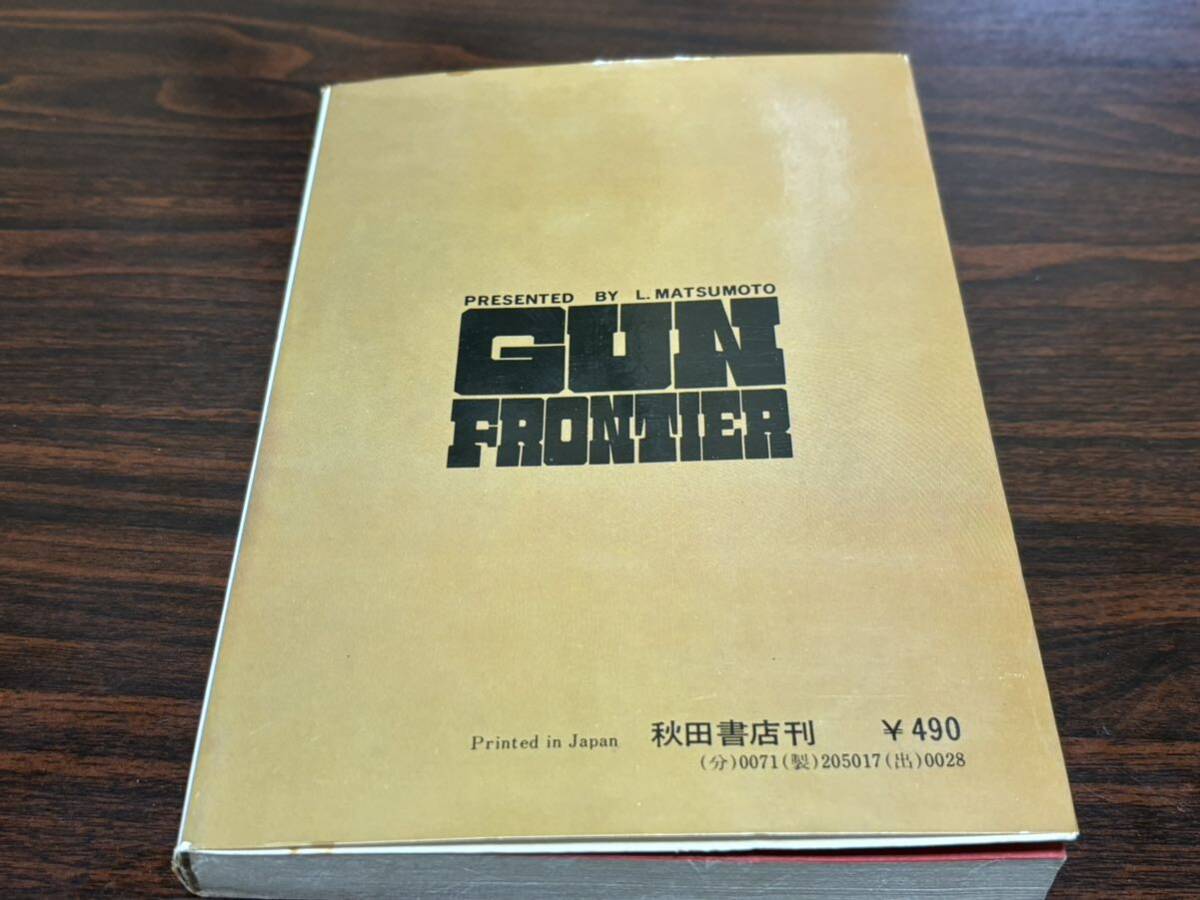 PRESENTED BY L. MATSUMOTO
GUN
FRONTIER
Printed in Japan 秋田書店刊 ¥490
(分)0071(製)205017(出)0028